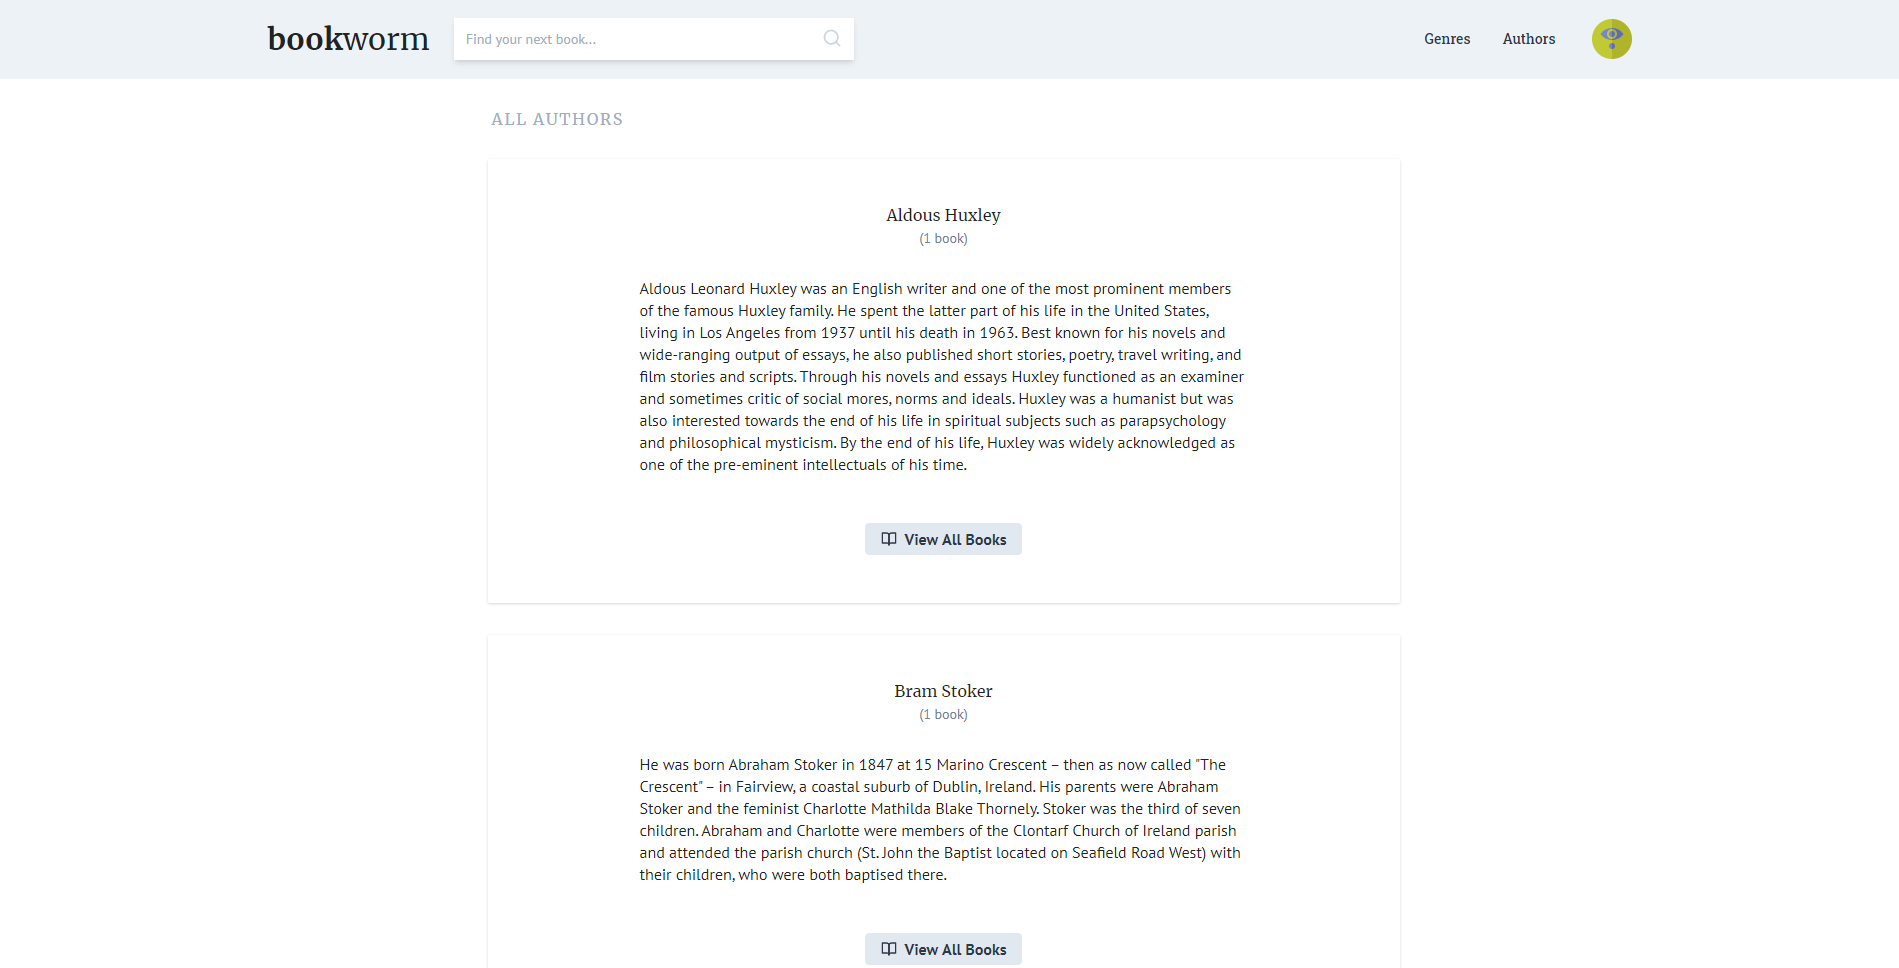 bookworm
Find your next book...
Genres
Authors
ALL AUTHORS
Aldous Huxley
(1 book)
Aldous Leonard Huxley was an English writer and one of the most prominent members
of the famous Huxley family. He spent the latter part of his life in the United States,
living in Los Angeles from 1937 until his death in 1963. Best known for his novels and
wide-ranging output of essays, he also published short stories, poetry, travel writing, and
film stories and scripts. Through his novels and essays Huxley functioned as an examiner
and sometimes critic of social mores, norms and ideals. Huxley was a humanist but was
also interested towards the end of his life in spiritual subjects such as parapsychology
and philosophical mysticism. By the end of his life, Huxley was widely acknowledged as
one of the pre-eminent intellectuals of his time.
View All Books
Bram Stoker
(1 book)
He was born Abraham Stoker in 1847 at 15 Marino Crescent – then as now called "The
Crescent" – in Fairview, a coastal suburb of Dublin, Ireland. His parents were Abraham
Stoker and the feminist Charlotte Mathilda Blake Thornely. Stoker was the third of seven
children. Abraham and Charlotte were members of the Clontarf Church of Ireland parish
and attended the parish church (St. John the Baptist located on Seafield Road West) with
their children, who were both baptised there.
View All Books